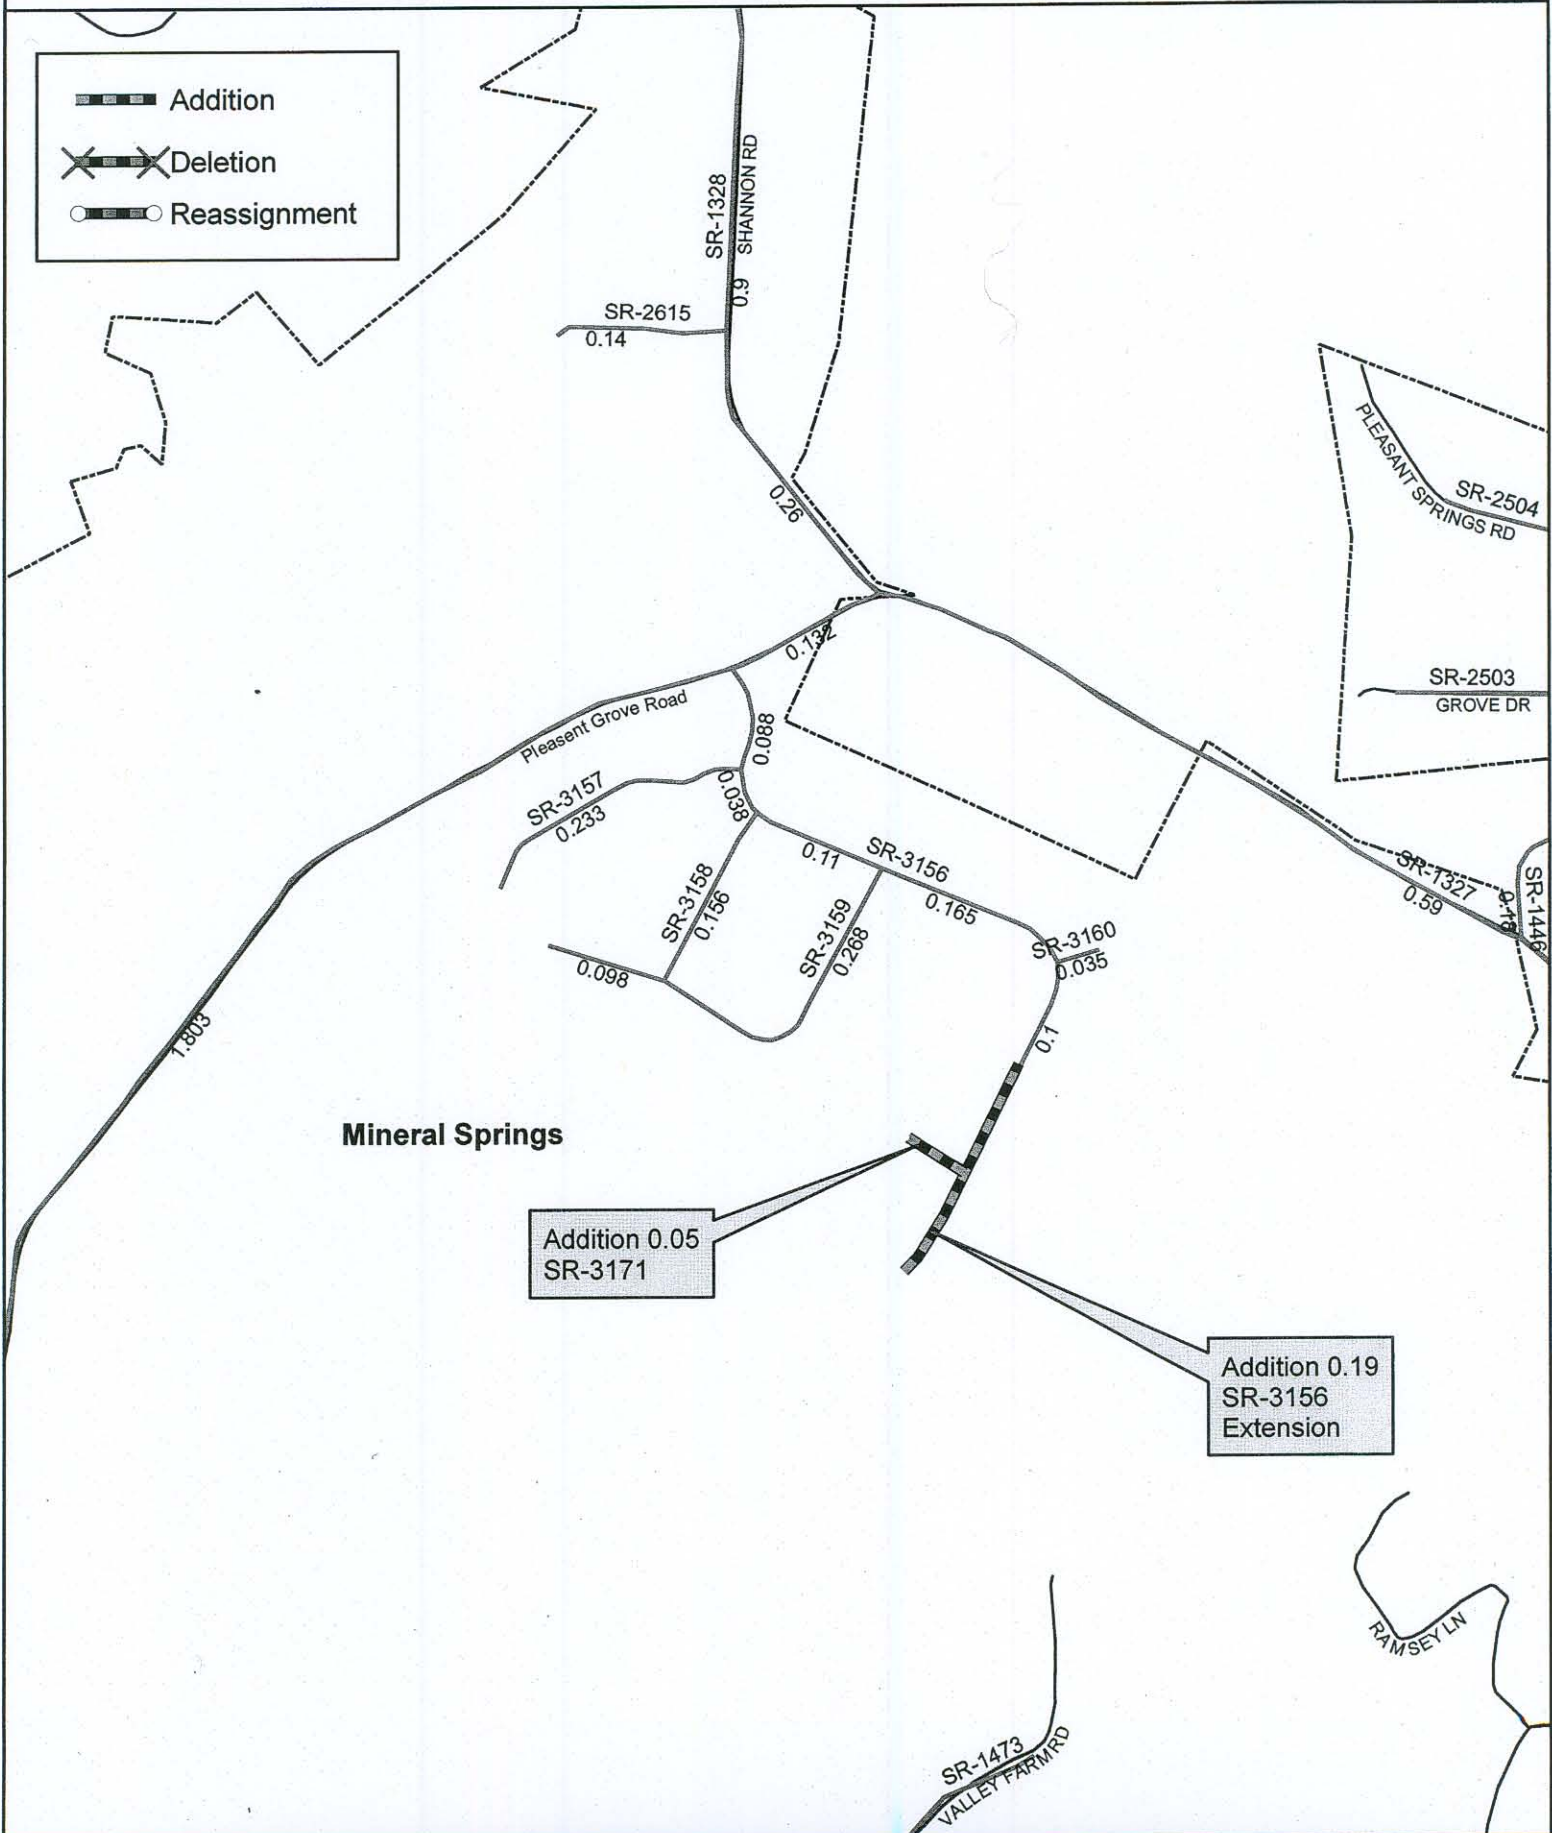 Addition
Deletion
Reassignment
SR-1328
SHANNON RD
0.9
SR-2615
0.14
0.26
PLEASANT SPRINGS RD
SR-2504
0.132
SR-2503
GROVE DR
Pleasent Grove Road
0.088
0.038
SR-3157
0.233
0.11
SR-3156
0.165
SR-3158
0.156
SR-3159
0.268
SR-1327
0.59
0.18
SR-1446
SR-3160
0.035
0.098
0.1
1.803
Mineral Springs
Addition 0.05
SR-3171
Addition 0.19
SR-3156
Extension
RAMSEY LN
SR-1473
VALLEY FARM RD